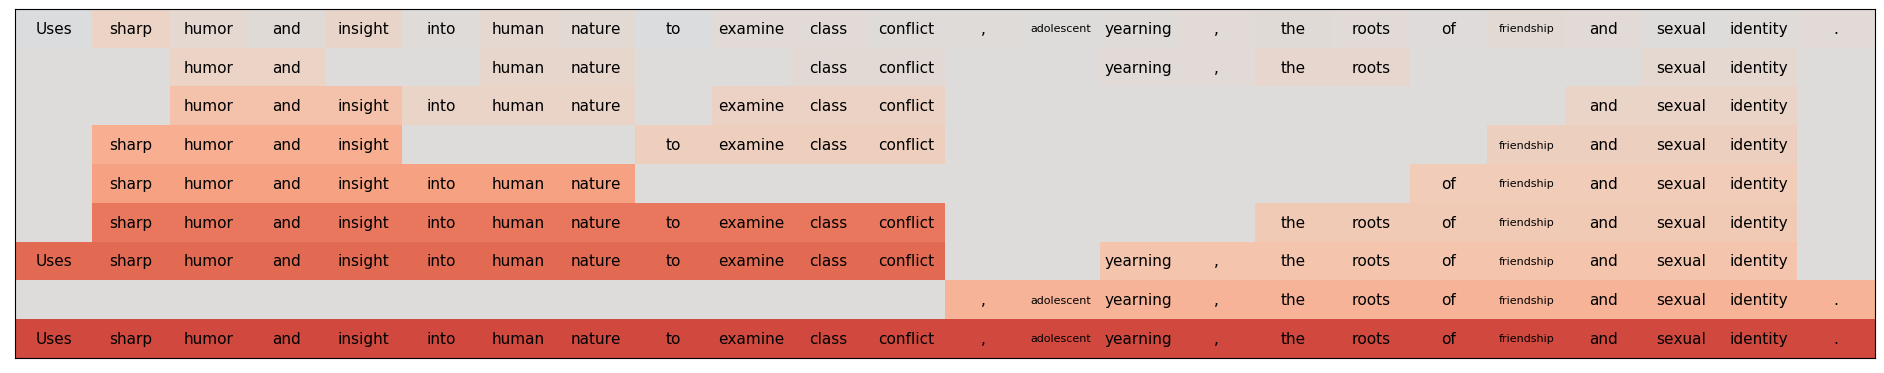 Uses sharp humor and insight into human nature to examine class conflict , adolescent yearning , the roots of friendship and sexual identity .
humor and human nature class conflict yearning , the roots sexual identity
humor and insight into human nature examine class conflict and sexual identity
sharp humor and insight to examine class conflict friendship and sexual identity
sharp humor and insight into human nature of friendship and sexual identity
sharp humor and insight into human nature to examine class conflict the roots of friendship and sexual identity
Uses sharp humor and insight into human nature to examine class conflict yearning , the roots of friendship and sexual identity
, adolescent yearning , the roots of friendship and sexual identity .
Uses sharp humor and insight into human nature to examine class conflict , adolescent yearning , the roots of friendship and sexual identity .